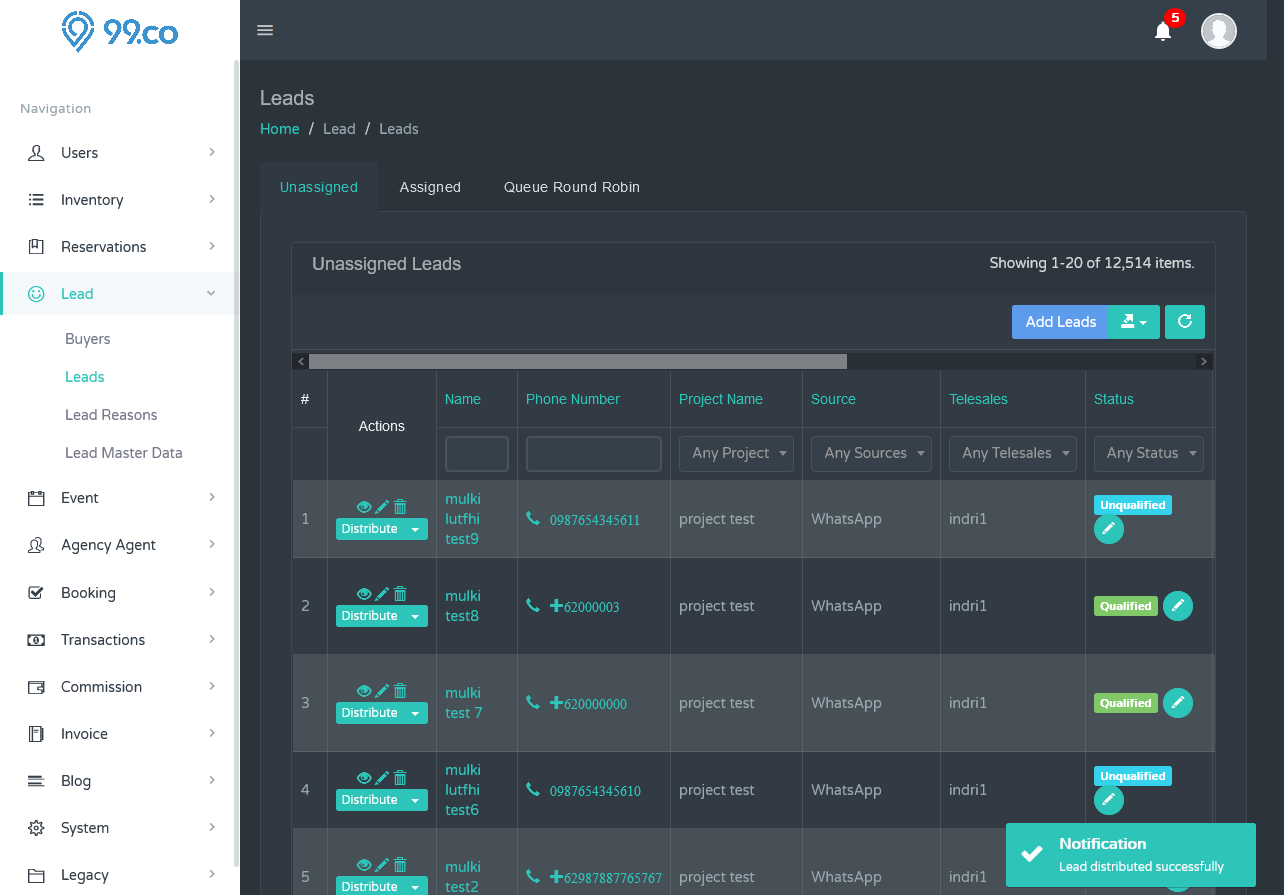 99.co
5
Navigation
Users
Inventory
Reservations
Lead
Buyers
Leads
Lead Reasons
Lead Master Data
Event
Agency Agent
Booking
Transactions
Commission
Invoice
Blog
System
Legacy
Leads
Home / Lead / Leads
Unassigned Assigned Queue Round Robin
Unassigned Leads Showing 1-20 of 12,514 items.
Add Leads
# Actions Name Phone Number Project Name Source Telesales Status
Any Project Any Sources Any Telesales Any Status
1 Distribute mulki lutfhi test9 0987654345611 project test WhatsApp indri1 Unqualified
2 Distribute mulki test8 +62000003 project test WhatsApp indri1 Qualified
3 Distribute mulki test 7 +620000000 project test WhatsApp indri1 Qualified
4 Distribute mulki lutfhi test6 0987654345610 project test WhatsApp indri1 Unqualified
5 Distribute mulki test2 +62987887765767 project test WhatsApp indri1
Notification
Lead distributed successfully